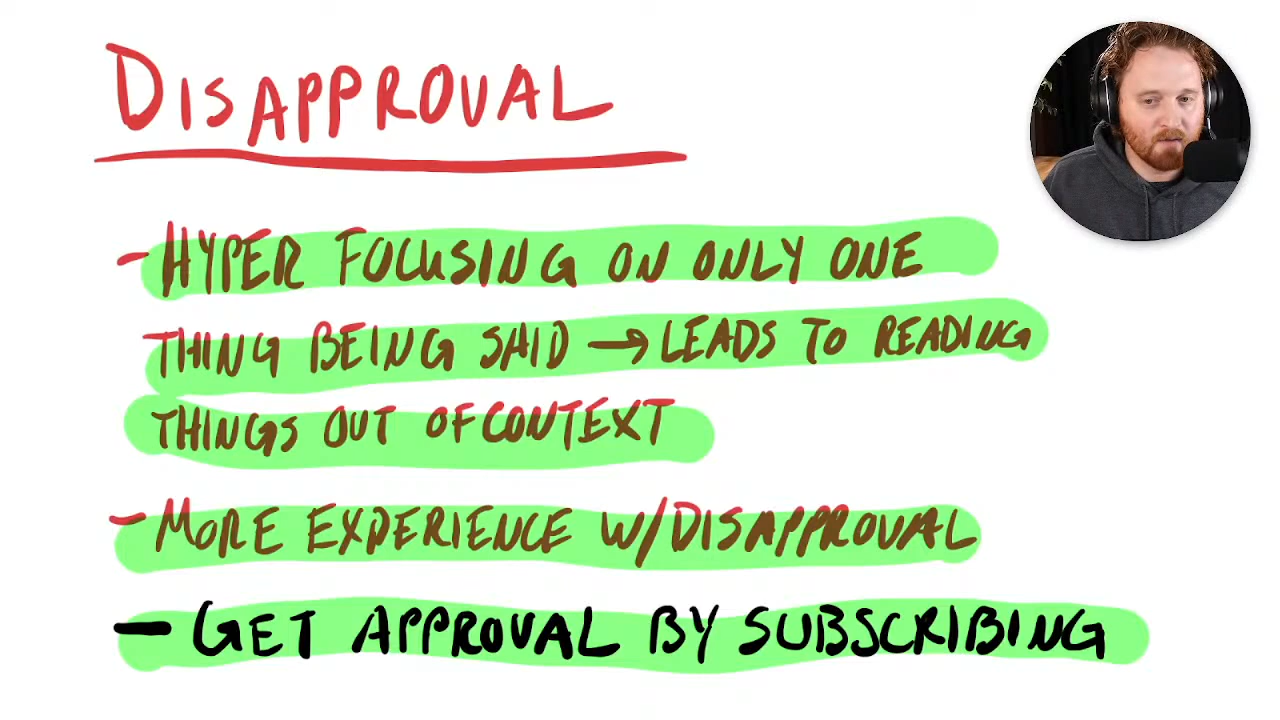 DISAPPROVAL
- HYPER FOCUSING ON ONLY ONE
THING BEING SAID → LEADS TO READING
THINGS OUT OF CONTEXT
- MORE EXPERIENCE W/DISAPPROVAL
- GET APPROVAL BY SUBSCRIBING